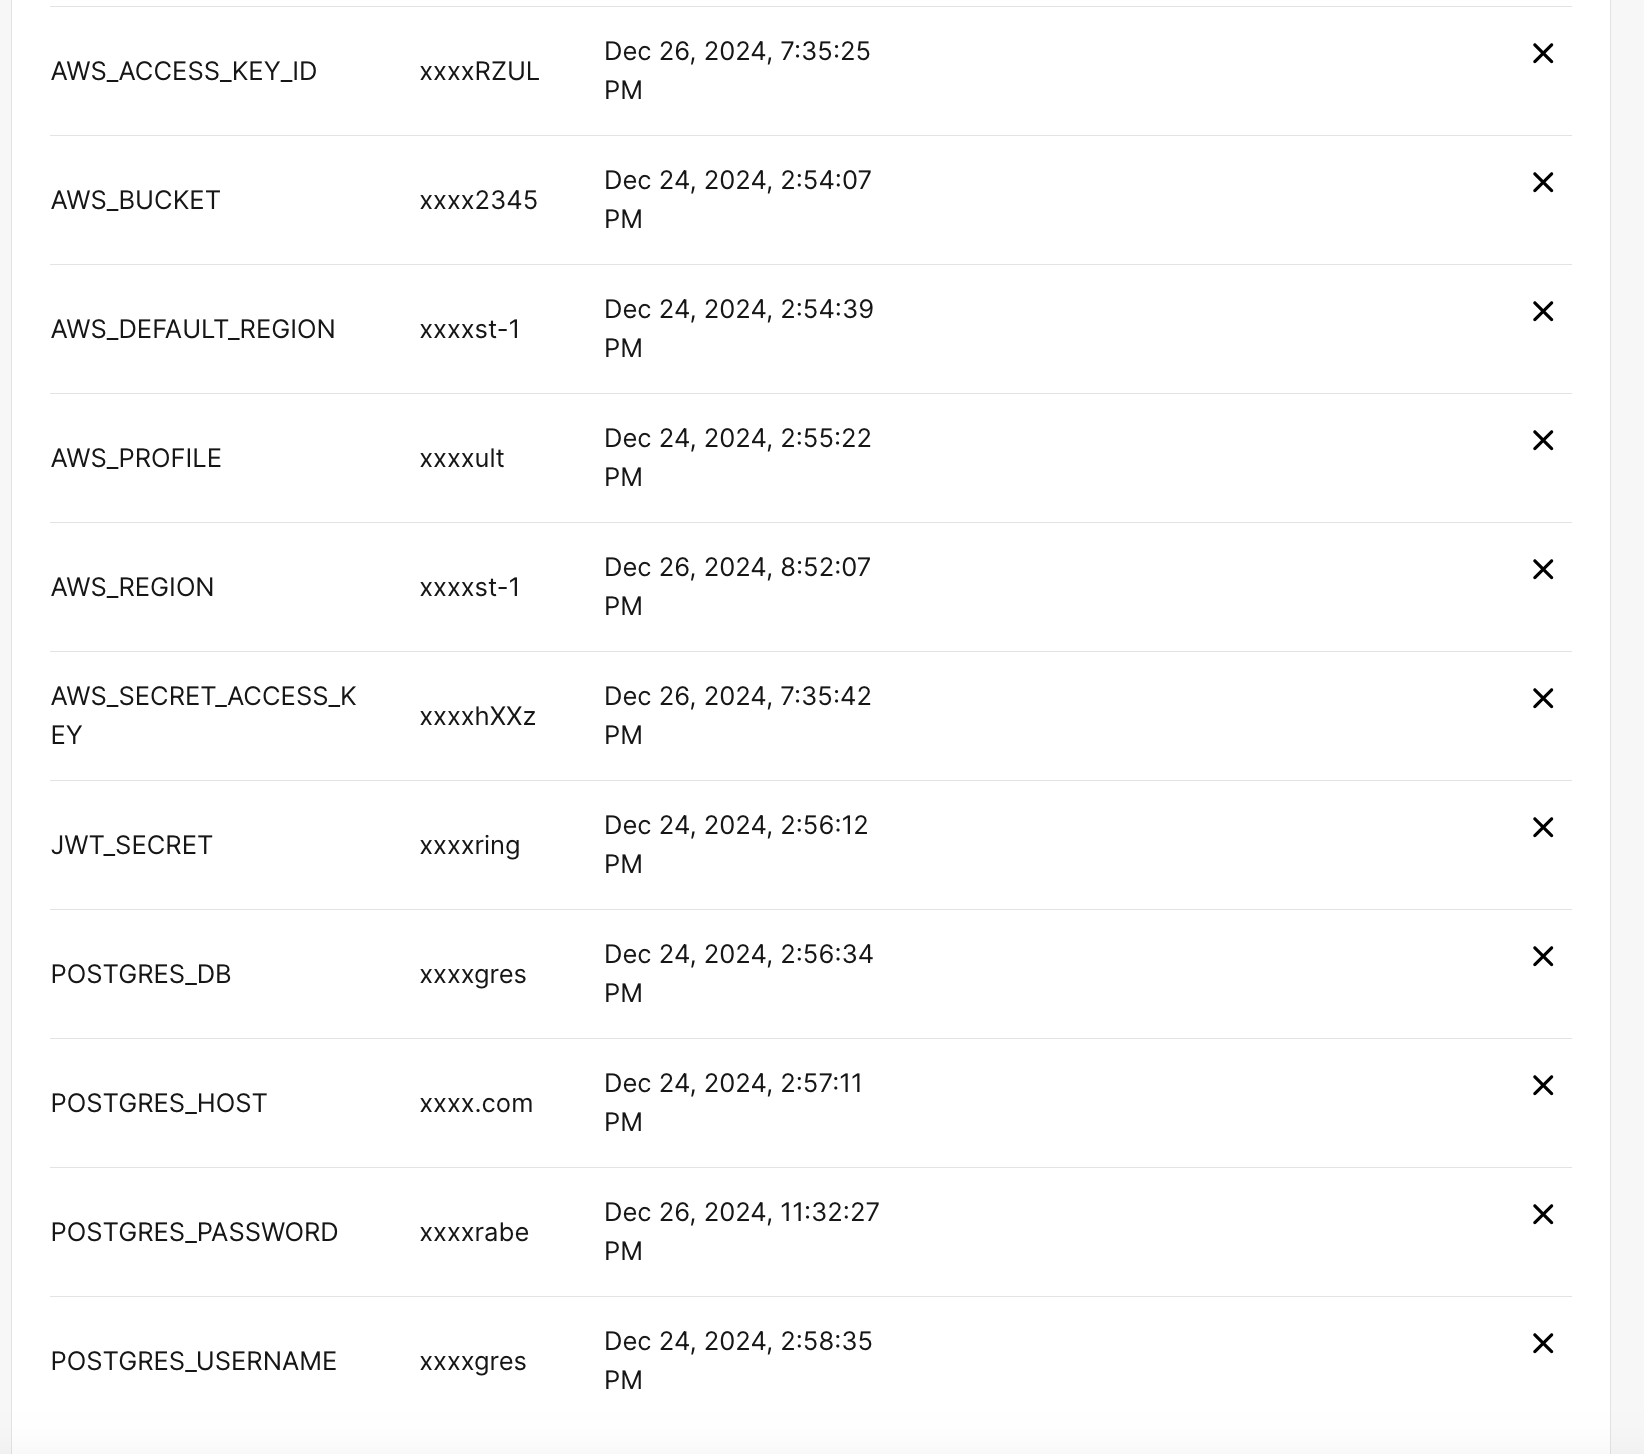 AWS_ACCESS_KEY_ID xxxxRZUL Dec 26, 2024, 7:35:25
PM
AWS_BUCKET xxxx2345 Dec 24, 2024, 2:54:07
PM
AWS_DEFAULT_REGION xxxxst-1 Dec 24, 2024, 2:54:39
PM
AWS_PROFILE xxxxult Dec 24, 2024, 2:55:22
PM
AWS_REGION xxxxst-1 Dec 26, 2024, 8:52:07
PM
AWS_SECRET_ACCESS_K
EY xxxxhXXz Dec 26, 2024, 7:35:42
PM
JWT_SECRET xxxxring Dec 24, 2024, 2:56:12
PM
POSTGRES_DB xxxxgres Dec 24, 2024, 2:56:34
PM
POSTGRES_HOST xxxx.com Dec 24, 2024, 2:57:11
PM
POSTGRES_PASSWORD xxxxrabe Dec 26, 2024, 11:32:27
PM
POSTGRES_USERNAME xxxxgres Dec 24, 2024, 2:58:35
PM